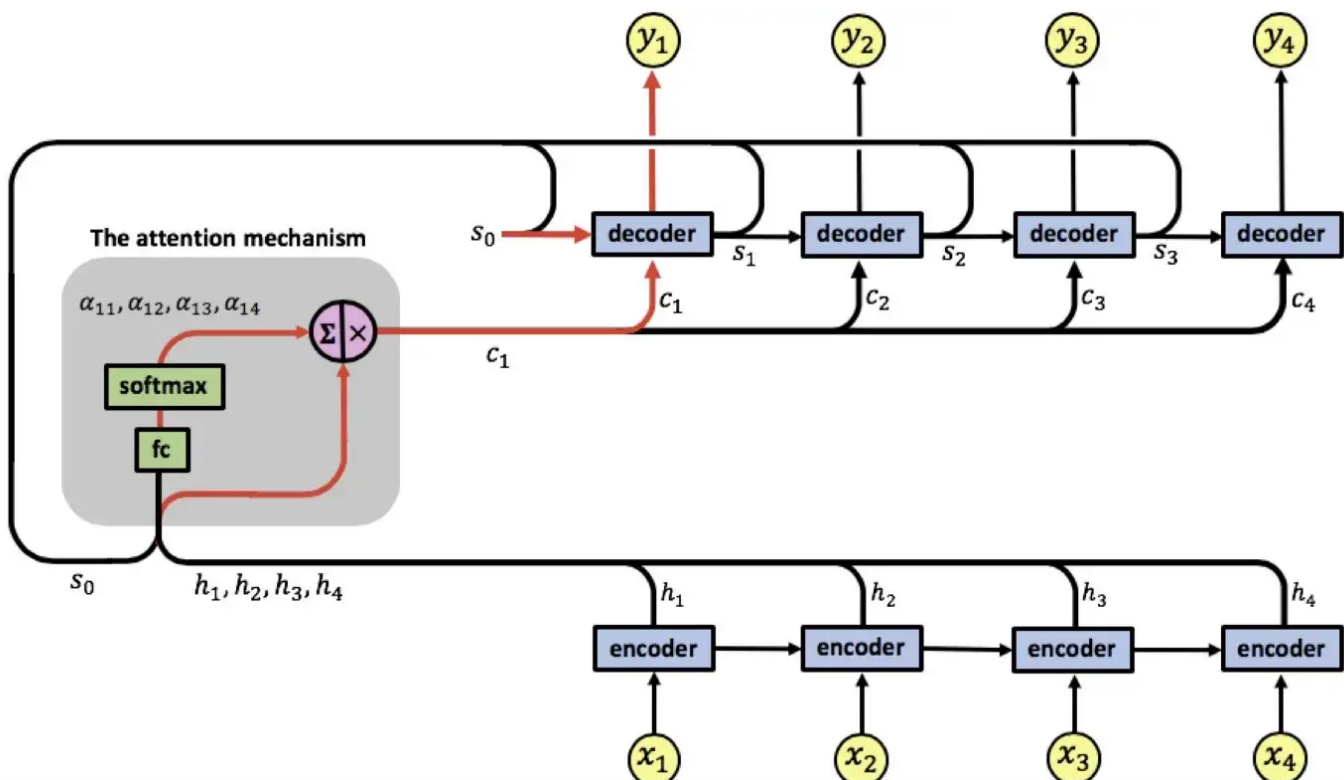 y₁ y₂ y₃ y₄
The attention mechanism
s₀ decoder s₁ decoder s₂ decoder s₃ decoder
α₁₁, α₁₂, α₁₃, α₁₄
c₁ c₂ c₃ c₄
Σ ×
c₁
softmax
fc
s₀ h₁, h₂, h₃, h₄
h₁ h₂ h₃ h₄
encoder encoder encoder encoder
x₁ x₂ x₃ x₄